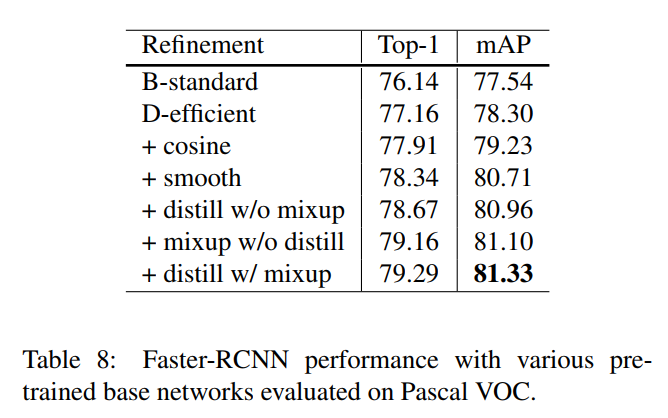 Refinement Top-1 mAP
B-standard 76.14 77.54
D-efficient 77.16 78.30
+ cosine 77.91 79.23
+ smooth 78.34 80.71
+ distill w/o mixup 78.67 80.96
+ mixup w/o distill 79.16 81.10
+ distill w/ mixup 79.29 81.33
Table 8: Faster-RCNN performance with various pre-
trained base networks evaluated on Pascal VOC.